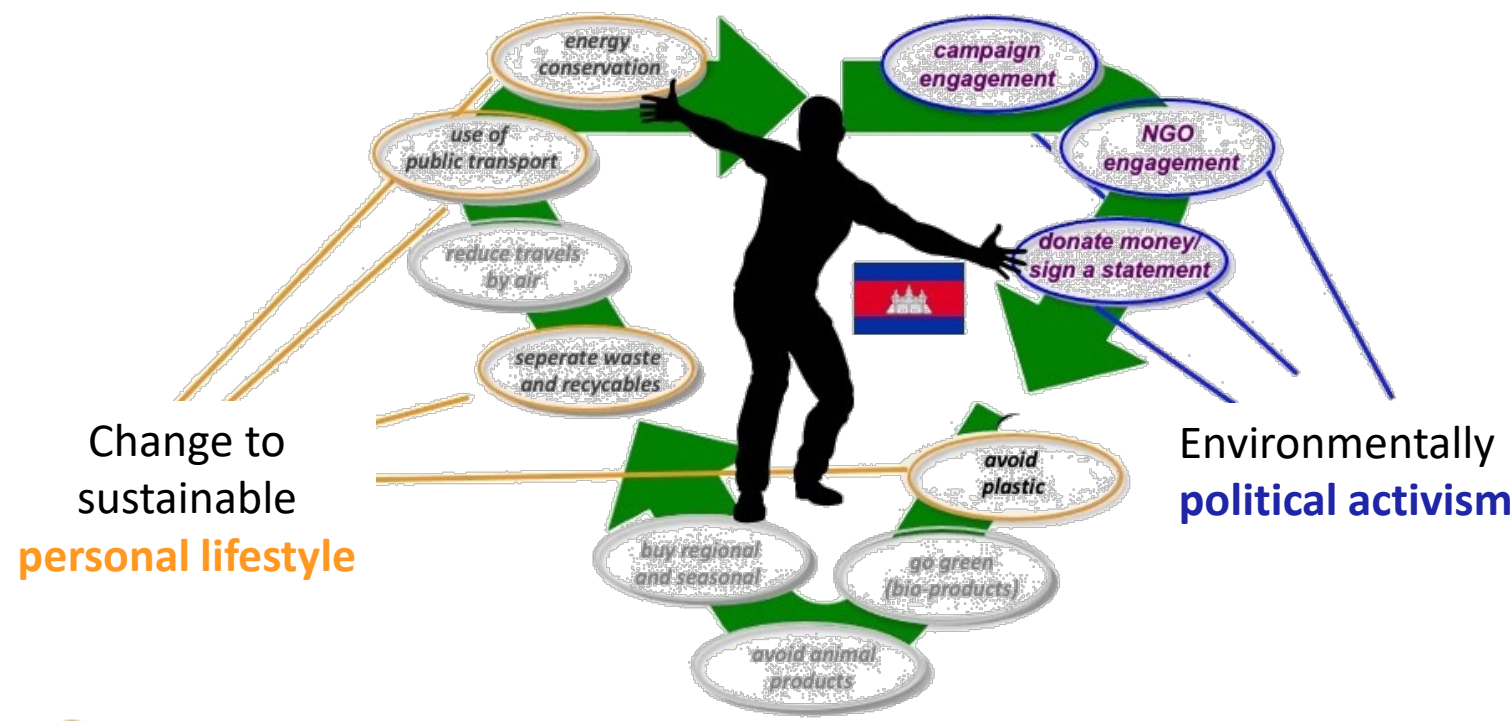 energy
conservation
campaign
engagement
use of
public transport
NGO
engagement
reduce travels
by air
donate money/
sign a statement
seperate waste
and recycables
Change to
sustainable
personal lifestyle
avoid
plastic
Environmentally
political activism
buy regional
and seasonal
go green
(bio-products)
avoid animal
products